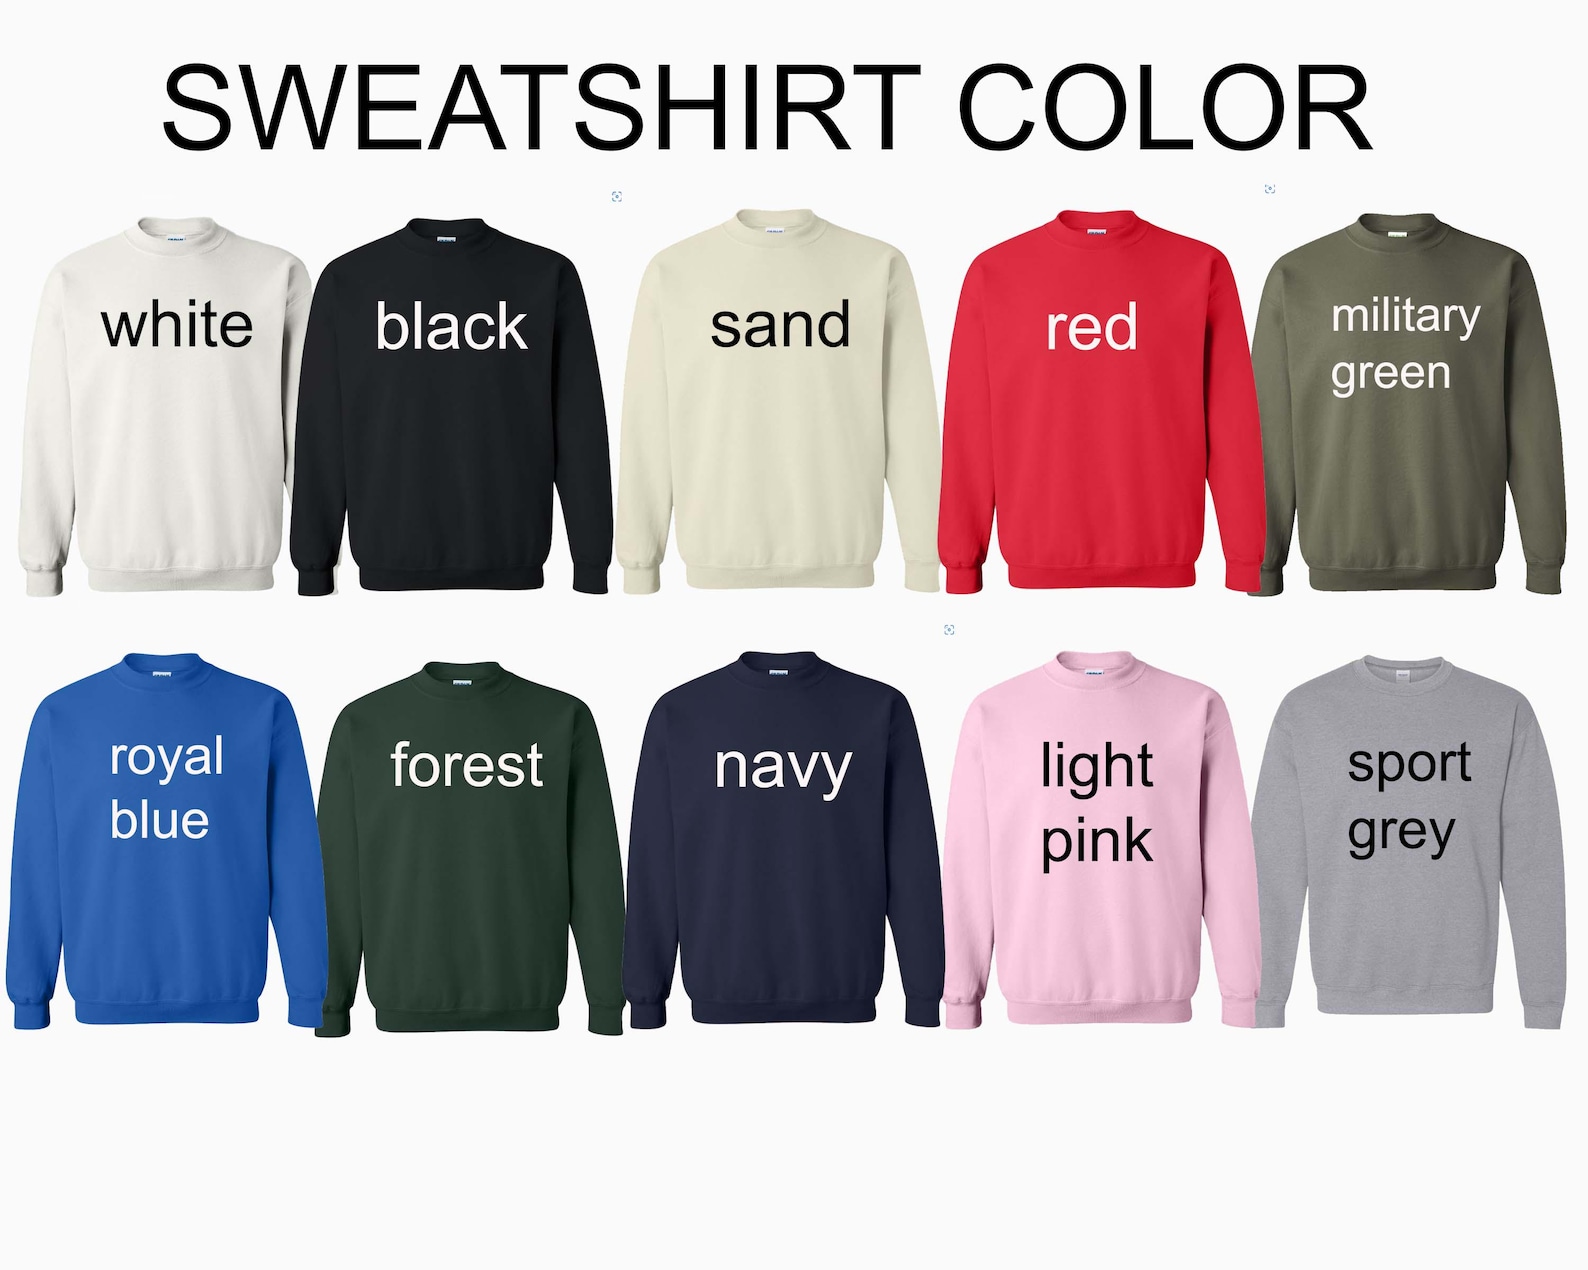 SWEATSHIRT COLOR
white
black
sand
red
military
green
royal
blue
forest
navy
light
pink
sport
grey